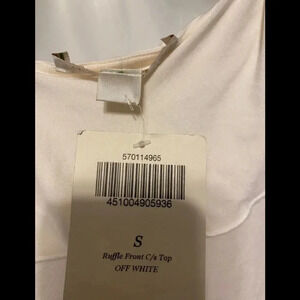 570114965
451004905936
S
Ruffle Front C/s Top
OFF WHITE